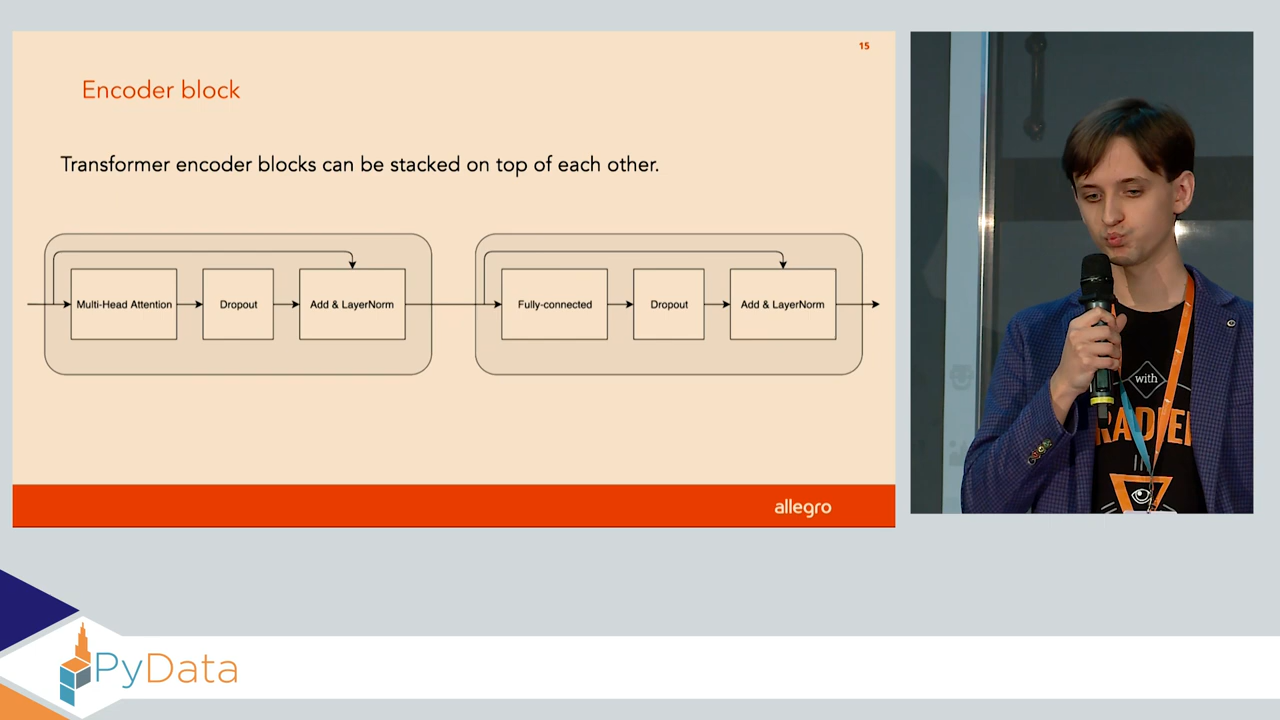 15
Encoder block
Transformer encoder blocks can be stacked on top of each other.
Multi-Head Attention
Dropout
Add & LayerNorm
Fully-connected
Dropout
Add & LayerNorm
allegro
with
PyData